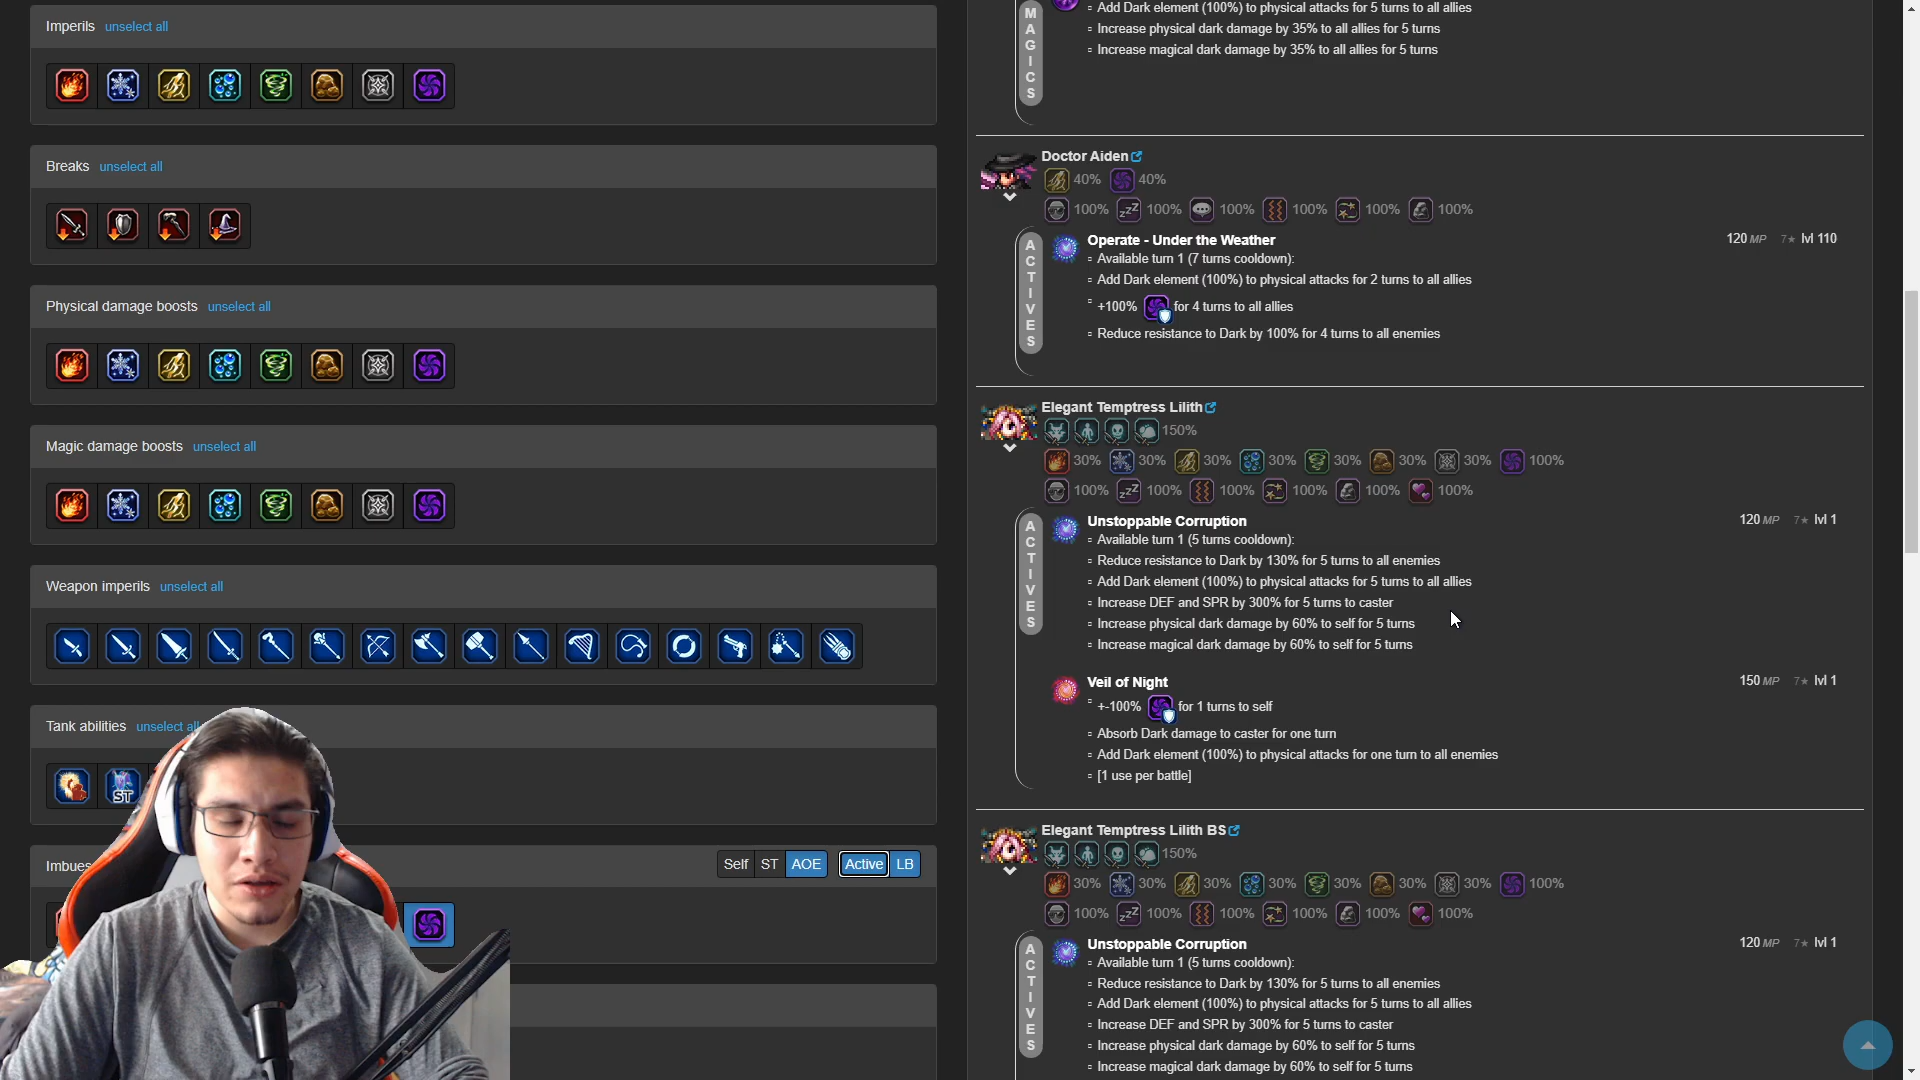 Imperils unselect all
Breaks unselect all
Physical damage boosts unselect all
Magic damage boosts unselect all
Weapon imperils unselect all
Tank abilities unselect all
ST
Imbues
Self ST AOE Active LB
MAGICS
Add Dark element (100%) to physical attacks for 5 turns to all allies
Increase physical dark damage by 35% to all allies for 5 turns
Increase magical dark damage by 35% to all allies for 5 turns
Doctor Aiden
40% 40%
100% 100% 100% 100% 100% 100%
ACTIVES
Operate - Under the Weather 120 MP 7★ lvl 110
Available turn 1 (7 turns cooldown):
Add Dark element (100%) to physical attacks for 2 turns to all allies
+100% for 4 turns to all allies
Reduce resistance to Dark by 100% for 4 turns to all enemies
Elegant Temptress Lilith
150%
30% 30% 30% 30% 30% 30% 30% 100%
100% 100% 100% 100% 100% 100%
ACTIVES
Unstoppable Corruption 120 MP 7★ lvl 1
Available turn 1 (5 turns cooldown):
Reduce resistance to Dark by 130% for 5 turns to all enemies
Add Dark element (100%) to physical attacks for 5 turns to all allies
Increase DEF and SPR by 300% for 5 turns to caster
Increase physical dark damage by 60% to self for 5 turns
Increase magical dark damage by 60% to self for 5 turns
Veil of Night 150 MP 7★ lvl 1
+-100% for 1 turns to self
Absorb Dark damage to caster for one turn
Add Dark element (100%) to physical attacks for one turn to all enemies
[1 use per battle]
Elegant Temptress Lilith BS
150%
30% 30% 30% 30% 30% 30% 30% 100%
100% 100% 100% 100% 100% 100%
ACTIVES
Unstoppable Corruption 120 MP 7★ lvl 1
Available turn 1 (5 turns cooldown):
Reduce resistance to Dark by 130% for 5 turns to all enemies
Add Dark element (100%) to physical attacks for 5 turns to all allies
Increase DEF and SPR by 300% for 5 turns to caster
Increase physical dark damage by 60% to self for 5 turns
Increase magical dark damage by 60% to self for 5 turns